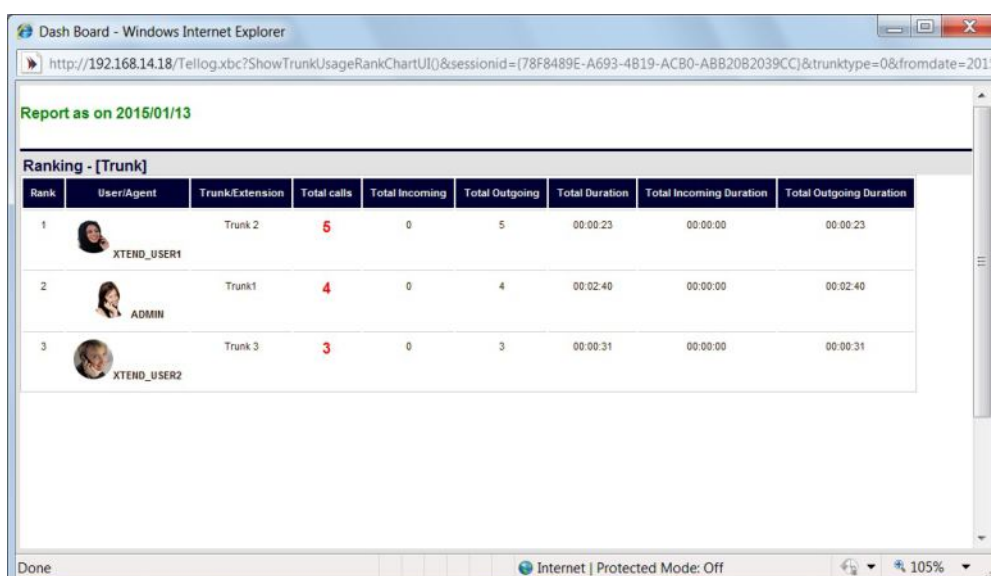 Dash Board - Windows Internet Explorer
http://192.168.14.18/Tellog.xbc?ShowTrunkUsageRankChartUI()&sessionid={78F8489E-A693-4B19-ACB0-ABB20B2039CC}&trunktype=0&fromdate=201
Report as on 2015/01/13
Ranking - [Trunk]
Rank User/Agent Trunk/Extension Total calls Total Incoming Total Outgoing Total Duration Total Incoming Duration Total Outgoing Duration
1 XTEND_USER1 Trunk 2 5 0 5 00:00:23 00:00:00 00:00:23
2 ADMIN Trunk1 4 0 4 00:02:40 00:00:00 00:02:40
3 XTEND_USER2 Trunk 3 3 0 3 00:00:31 00:00:00 00:00:31
Done Internet | Protected Mode: Off 105%